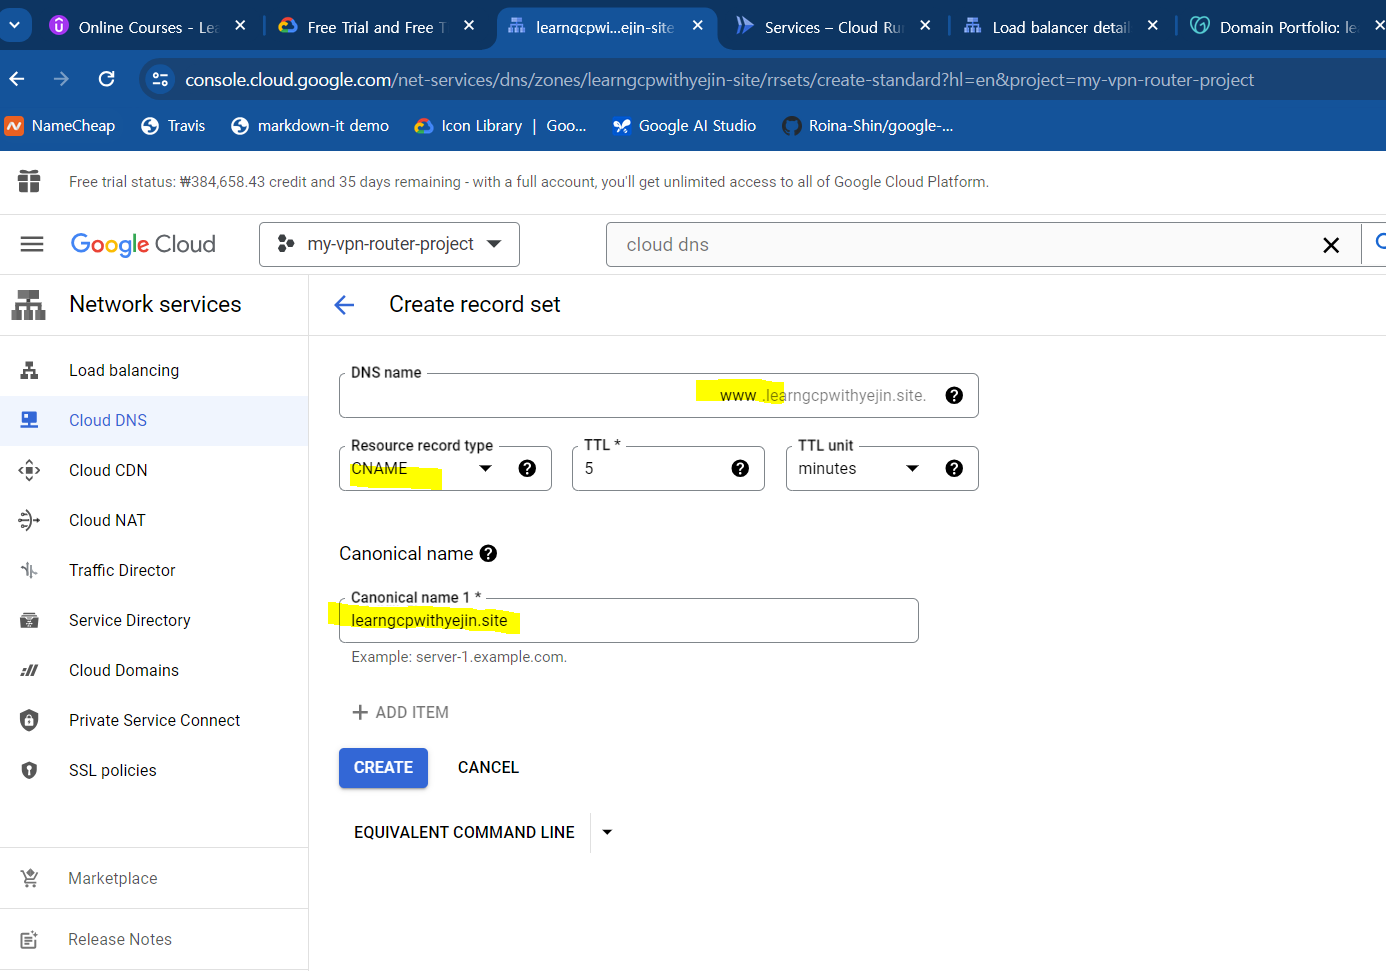 Online Courses - Lea
Free Trial and Free T
learngcpwi...ejin-site
Services – Cloud Ru
Load balancer detail
Domain Portfolio: le
console.cloud.google.com/net-services/dns/zones/learngcpwithyejin-site/rrsets/create-standard?hl=en&project=my-vpn-router-project
NameCheap
Travis
markdown-it demo
Icon Library | Goo...
Google AI Studio
Roina-Shin/google-...
Free trial status: ₩384,658.43 credit and 35 days remaining - with a full account, you'll get unlimited access to all of Google Cloud Platform.
Google Cloud
my-vpn-router-project
cloud dns
Network services
Create record set
Load balancing
Cloud DNS
Cloud CDN
Cloud NAT
Traffic Director
Service Directory
Cloud Domains
Private Service Connect
SSL policies
Marketplace
Release Notes
DNS name
www .learngcpwithyejin.site.
Resource record type
CNAME
TTL *
5
TTL unit
minutes
Canonical name
Canonical name 1 *
learngcpwithyejin.site
Example: server-1.example.com.
ADD ITEM
CREATE
CANCEL
EQUIVALENT COMMAND LINE